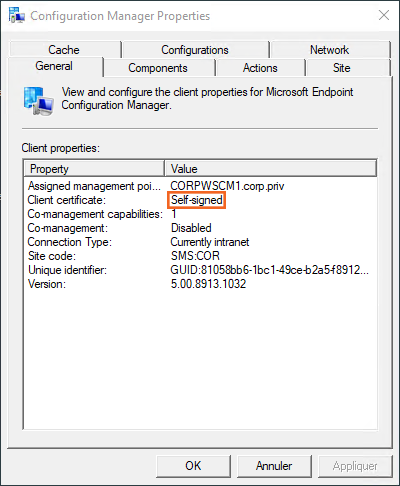 Configuration Manager Properties
Cache Configurations Network
General Components Actions Site
View and configure the client properties for Microsoft Endpoint
Configuration Manager.
Client properties:
Property Value
Assigned management poi... CORPWSCM1.corp.priv
Client certificate: Self-signed
Co-management capabilities: 1
Co-management: Disabled
Connection Type: Currently intranet
Site code: SMS:COR
Unique identifier: GUID:81058bb6-1bc1-49ce-b2a5-f8912...
Version: 5.00.8913.1032
OK Annuler Appliquer